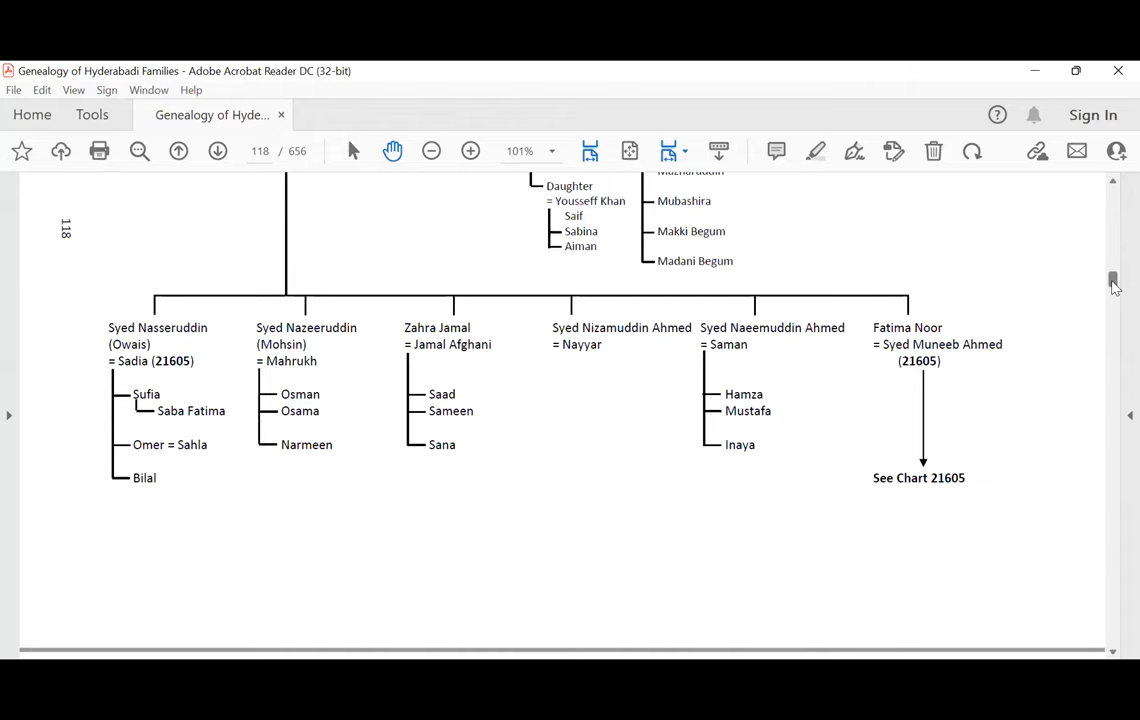 Genealogy of Hyderabadi Families - Adobe Acrobat Reader DC (32-bit)
File Edit View Sign Window Help
Home Tools Genealogy of Hyde... × Sign In
118 / 656 101%
118
Mazharuddin
Daughter
= Yousseff Khan
Saif
Sabina
Aiman
Mubashira
Makki Begum
Madani Begum
Syed Nasseruddin
(Owais)
= Sadia (21605)
Sufia
Saba Fatima
Omer = Sahla
Bilal
Syed Nazeeruddin
(Mohsin)
= Mahrukh
Osman
Osama
Narmeen
Zahra Jamal
= Jamal Afghani
Saad
Sameen
Sana
Syed Nizamuddin Ahmed
= Nayyar
Syed Naeemuddin Ahmed
= Saman
Hamza
Mustafa
Inaya
Fatima Noor
= Syed Muneeb Ahmed
(21605)
See Chart 21605